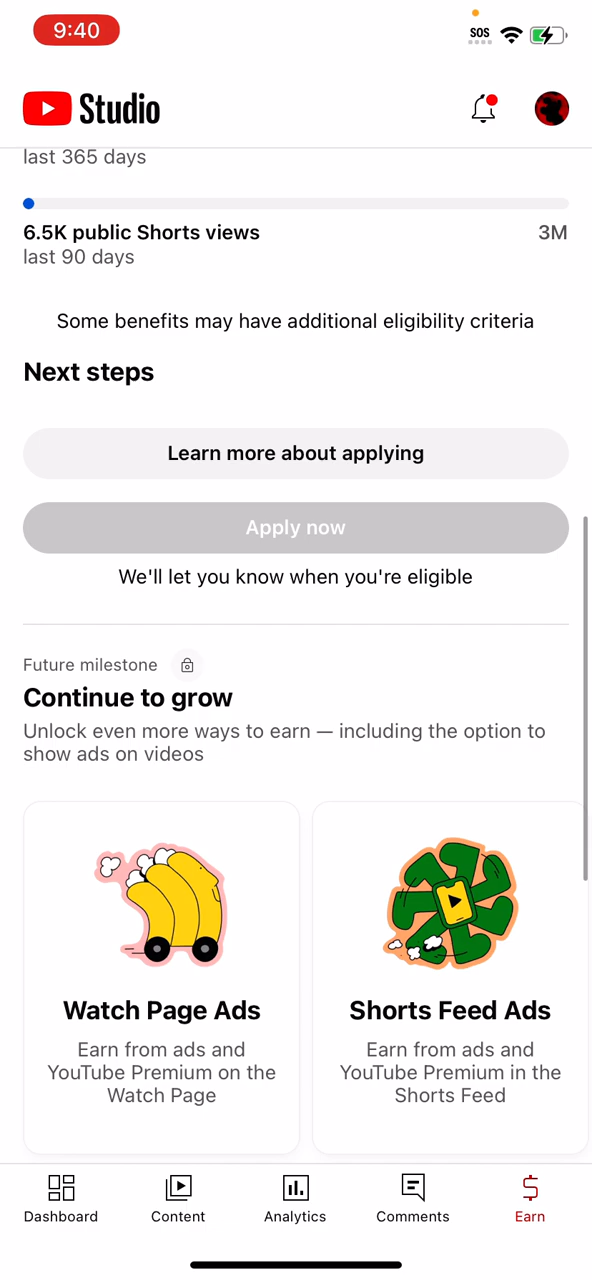 9:40
SOS
Studio
last 365 days
6.5K public Shorts views
3M
last 90 days
Some benefits may have additional eligibility criteria
Next steps
Learn more about applying
Apply now
We'll let you know when you're eligible
Future milestone
Continue to grow
Unlock even more ways to earn — including the option to
show ads on videos
Watch Page Ads
Earn from ads and
YouTube Premium on the
Watch Page
Shorts Feed Ads
Earn from ads and
YouTube Premium in the
Shorts Feed
Dashboard
Content
Analytics
Comments
Earn